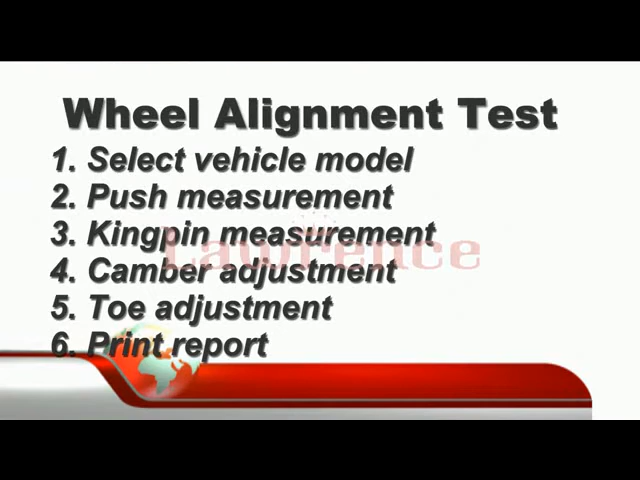 Wheel Alignment Test
1. Select vehicle model
2. Push measurement
3. Kingpin measurement
Lawrence
4. Camber adjustment
5. Toe adjustment
6. Print report